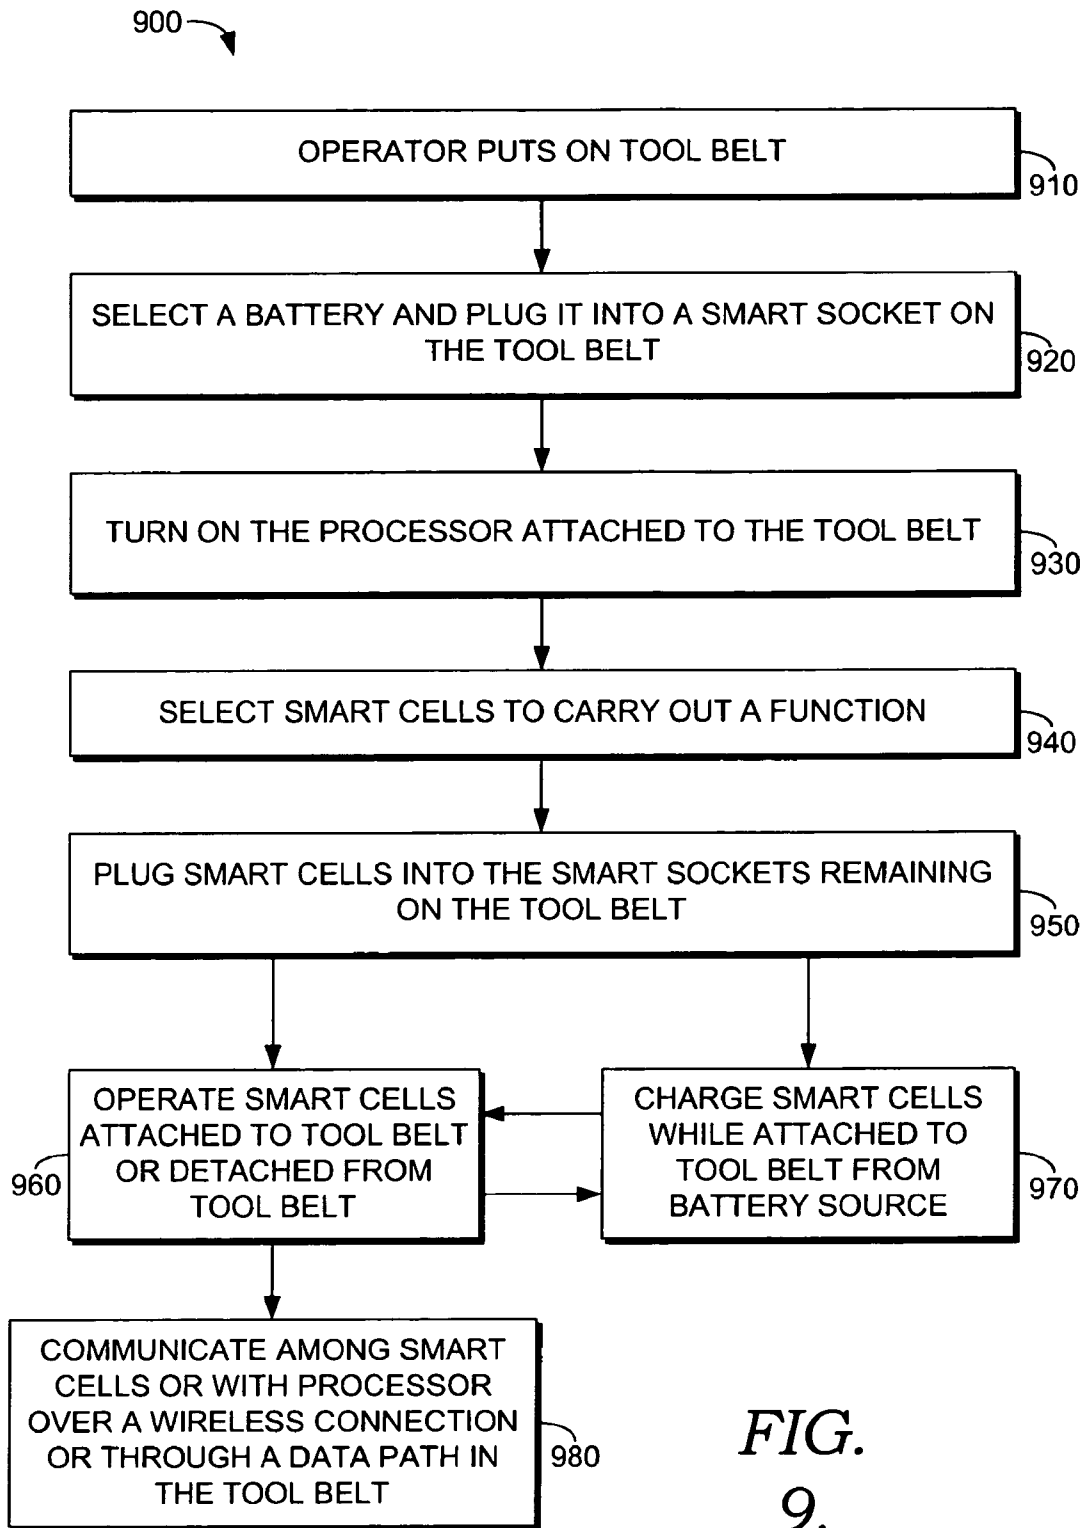 900
OPERATOR PUTS ON TOOL BELT
910
SELECT A BATTERY AND PLUG IT INTO A SMART SOCKET ON
THE TOOL BELT
920
TURN ON THE PROCESSOR ATTACHED TO THE TOOL BELT
930
SELECT SMART CELLS TO CARRY OUT A FUNCTION
940
PLUG SMART CELLS INTO THE SMART SOCKETS REMAINING
ON THE TOOL BELT
950
OPERATE SMART CELLS
ATTACHED TO TOOL BELT
OR DETACHED FROM
TOOL BELT
960
CHARGE SMART CELLS
WHILE ATTACHED TO
TOOL BELT FROM
BATTERY SOURCE
970
COMMUNICATE AMONG SMART
CELLS OR WITH PROCESSOR
OVER A WIRELESS CONNECTION
OR THROUGH A DATA PATH IN
THE TOOL BELT
980
FIG.
9.